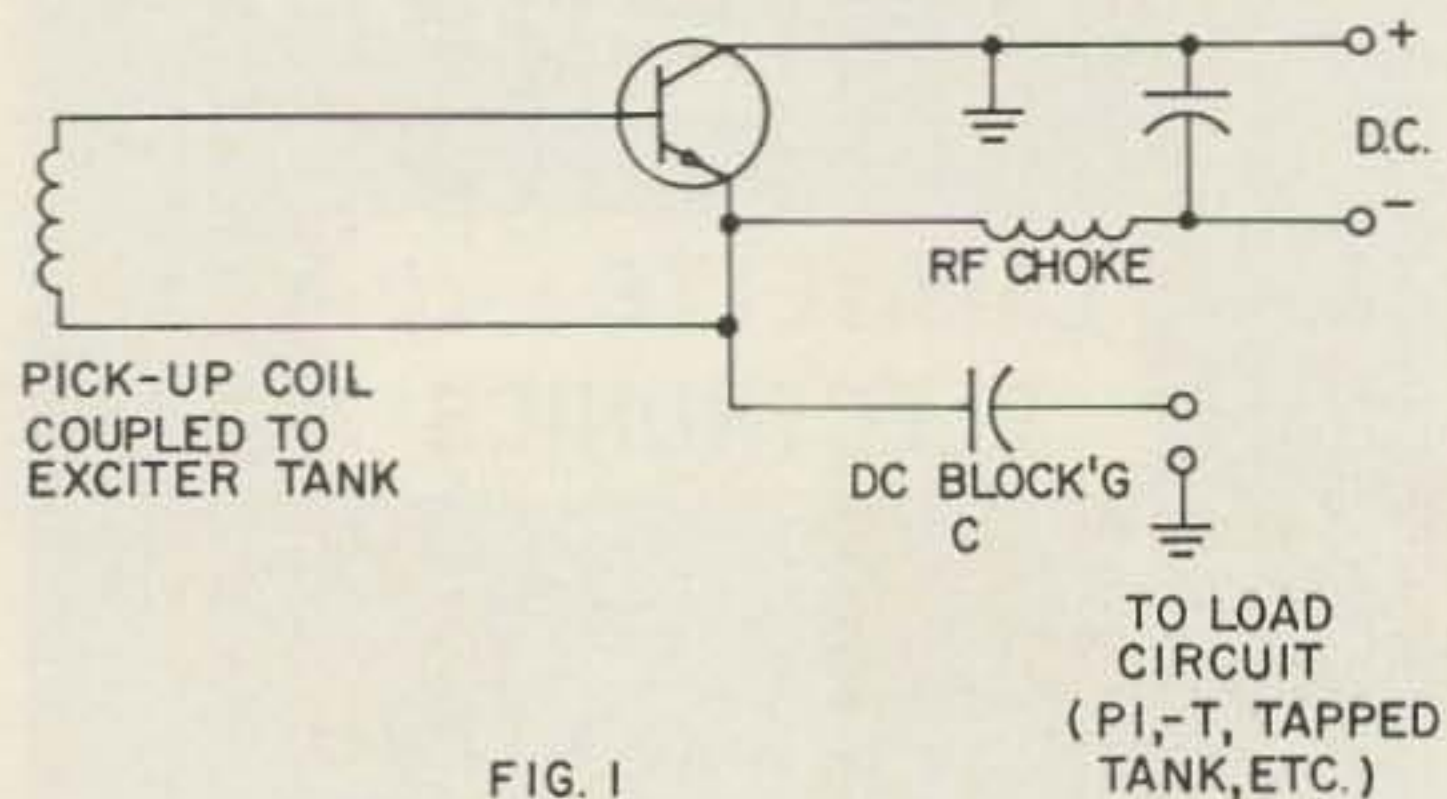 +
D.C.
-
RF CHOKE
PICK-UP COIL
COUPLED TO
EXCITER TANK
DC BLOCK'G
C
TO LOAD
CIRCUIT
(PI,-T, TAPPED
TANK, ETC.)
FIG. 1